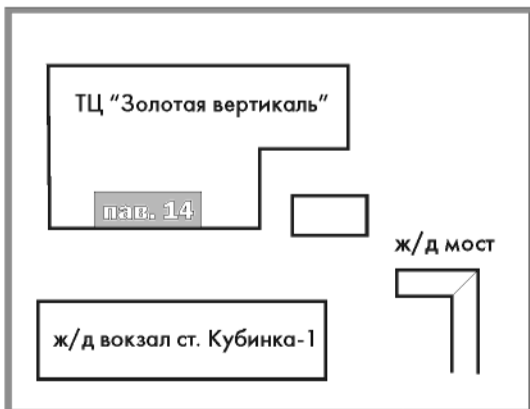 ТЦ “Золотая вертикаль”
пав. 14
ж/д мост
ж/д вокзал ст. Кубинка-1